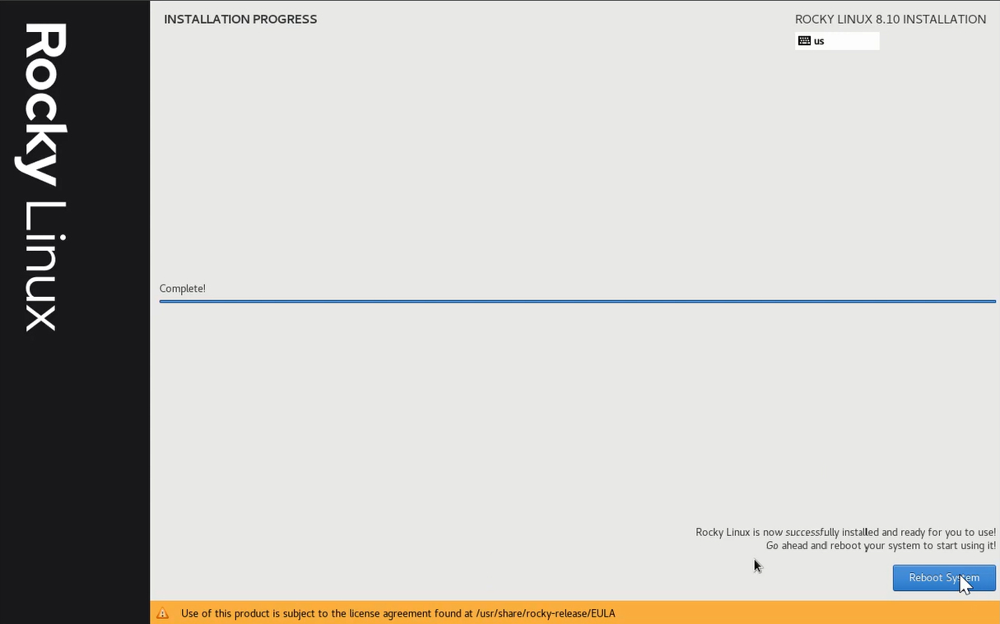 Rocky Linux
INSTALLATION PROGRESS
ROCKY LINUX 8.10 INSTALLATION
us
Complete!
Rocky Linux is now successfully installed and ready for you to use!
Go ahead and reboot your system to start using it!
Reboot System
Use of this product is subject to the license agreement found at /usr/share/rocky-release/EULA